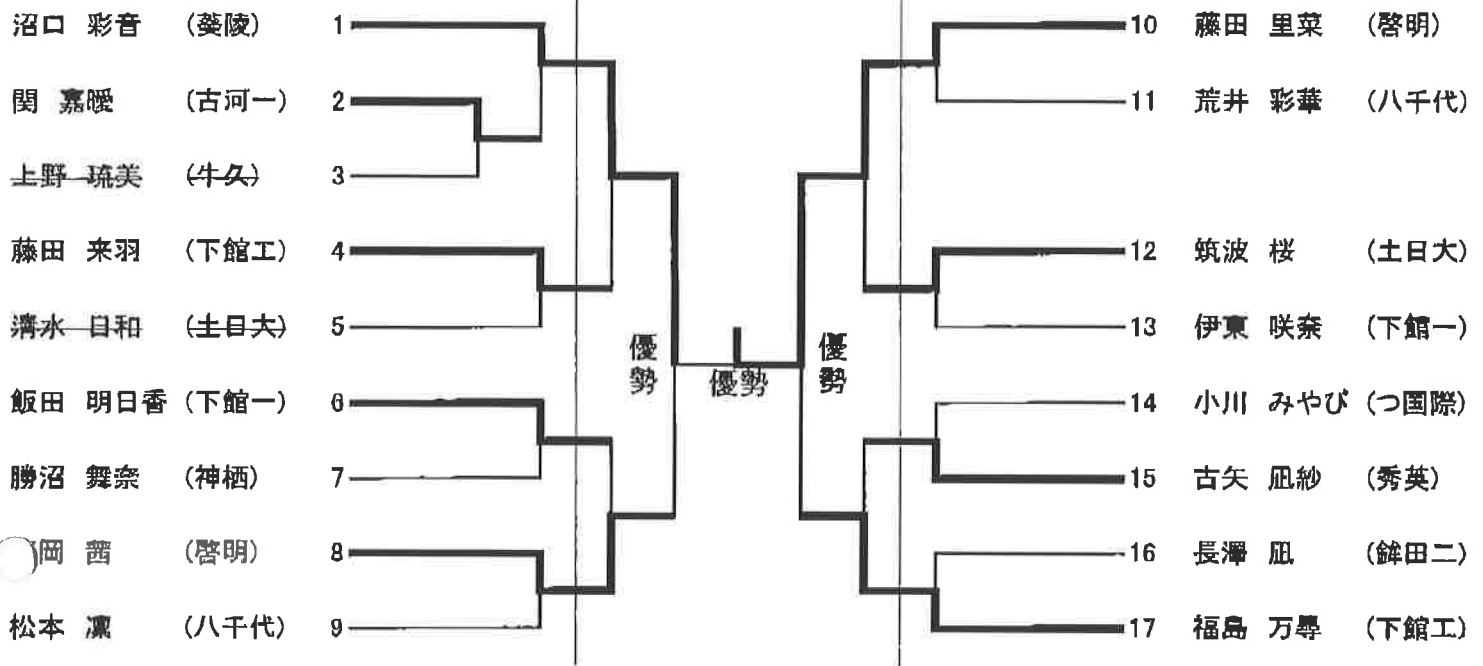 沼口 彩音 (葵陵) 1
関 嘉曖 (古河一) 2
上野 琉美 (牛久) 3
藤田 来羽 (下館工) 4
清水 日和 (土日大) 5
飯田 明日香 (下館一) 6
勝沼 舞奈 (神栖) 7
岡 茜 (啓明) 8
松本 凛 (八千代) 9
優勢
優勢
優勢
10 藤田 里菜 (啓明)
11 荒井 彩華 (八千代)
12 筑波 桜 (土日大)
13 伊東 咲奈 (下館一)
14 小川 みやび (つ国際)
15 古矢 凪紗 (秀英)
16 長澤 凪 (鉾田二)
17 福島 万尋 (下館工)